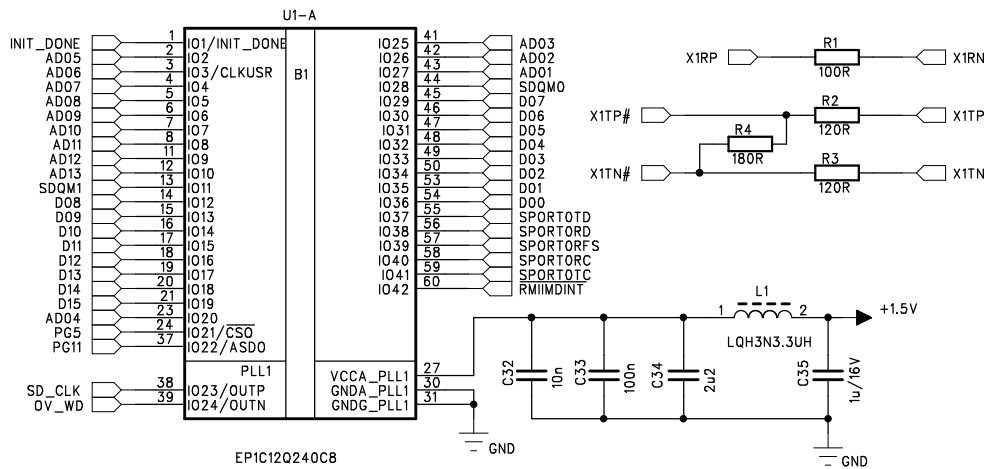 U1-A
INIT_DONE 1 IO1/INIT_DONE
AD05 2 IO2
AD06 3 IO3/CLKUSR
AD07 4 IO4
AD08 5 IO5
AD09 6 IO6
AD10 7 IO7
AD11 8 IO8
AD12 11 IO9
AD13 12 IO10
SDQM1 13 IO11
D08 14 IO12
D09 15 IO13
D10 16 IO14
D11 17 IO15
D12 18 IO16
D13 19 IO17
D14 20 IO18
D15 21 IO19
AD04 23 IO20
PG5 24 IO21/CSO
PG11 37 IO22/ASDO
PLL1
SD_CLK 38 IO23/OUTP
OV_WD 39 IO24/OUTN
B1
IO25 41 AD03
IO26 42 AD02
IO27 43 AD01
IO28 44 SDQM0
IO29 45 D07
IO30 46 D06
IO31 47 D05
IO32 48 D04
IO33 49 D03
IO34 50 D02
IO35 53 D01
IO36 54 D00
IO37 55 SPORT0TD
IO38 56 SPORT0RD
IO39 57 SPORT0RFS
IO40 58 SPORT0RC
IO41 59 SPORT0TC
IO42 60 RMIIMDINT
VCCA_PLL1 27
GNDA_PLL1 30
GNDG_PLL1 31
EP1C12Q240C8
X1RP R1 X1RN
100R
X1TP# R2 X1TP
120R
R4
180R
X1TN# R3 X1TN
120R
L1
1 2 +1.5V
LQH3N3.3UH
C32 10n
C33 100n
C34 2u2
C35 1u/16V
GND
GND